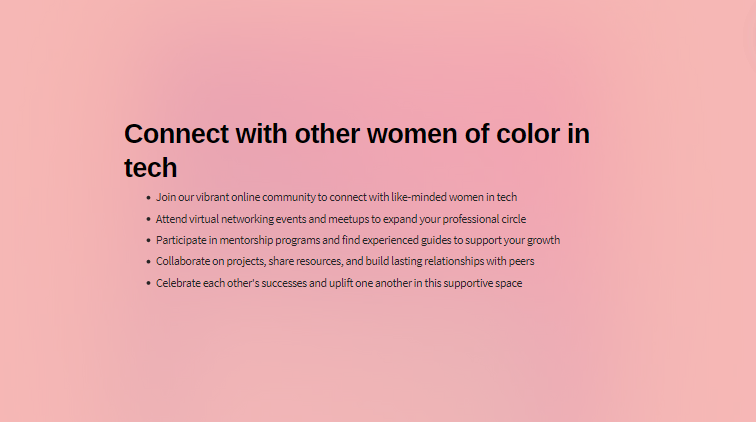 Connect with other women of color in
tech
• Join our vibrant online community to connect with like-minded women in tech
• Attend virtual networking events and meetups to expand your professional circle
• Participate in mentorship programs and find experienced guides to support your growth
• Collaborate on projects, share resources, and build lasting relationships with peers
• Celebrate each other's successes and uplift one another in this supportive space